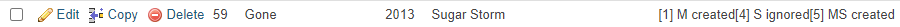 Edit Copy Delete 59 Gone 2013 Sugar Storm [1] M created[4] S ignored[5] MS created